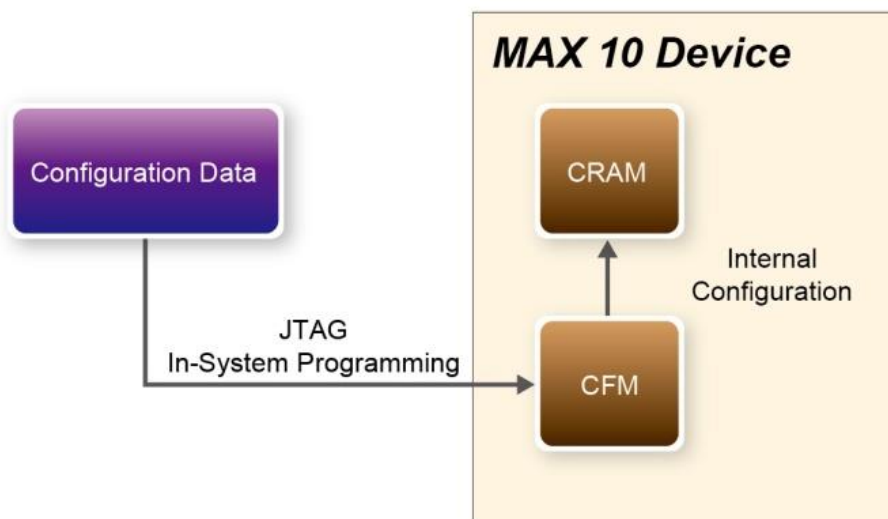 MAX 10 Device
Configuration Data
CRAM
Internal
Configuration
JTAG
In-System Programming
CFM